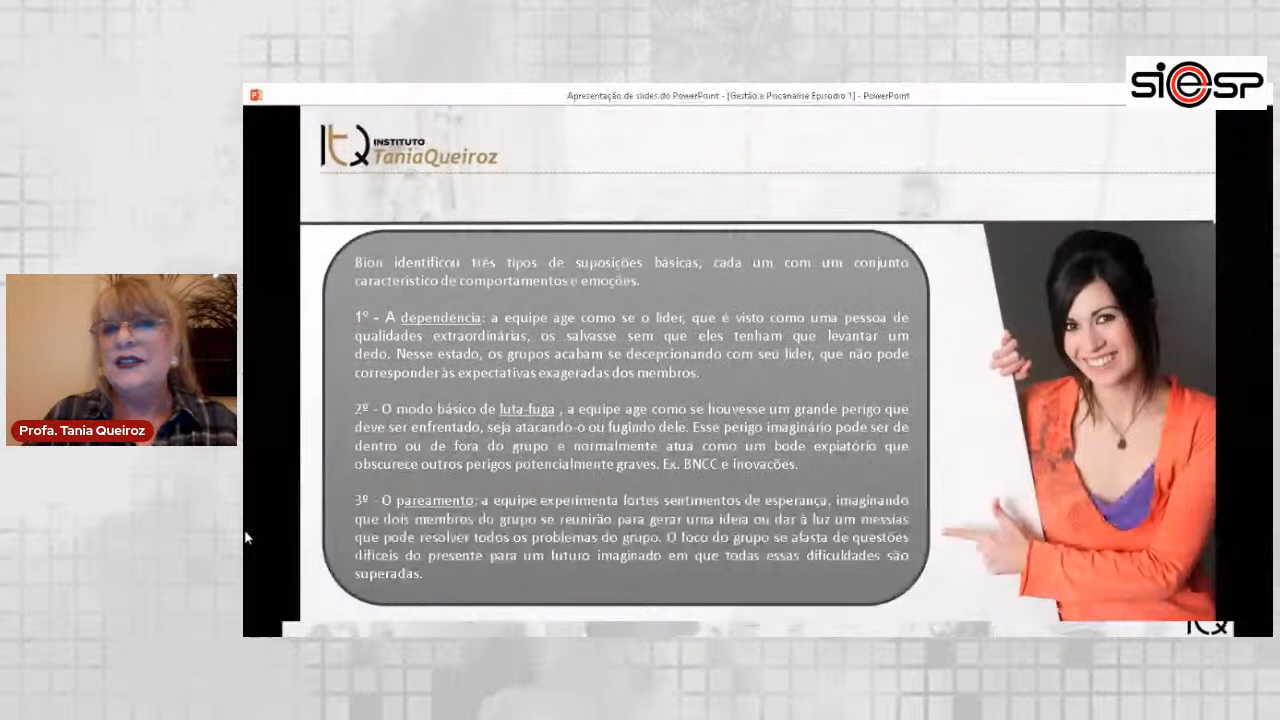 Apresentação de slides do PowerPoint - [Gestão e Psicanalise Episodio 1] - PowerPoint
sIeSP
INSTITUTO
TaniaQueiroz
Bion identificou três tipos de suposições básicas, cada um com um conjunto
característico de comportamentos e emoções.
1º - A dependencia: a equipe age como se o lider, que é visto como uma pessoa de
qualidades extraordinárias, os salvasse sem que eles tenham que levantar um
dedo. Nesse estado, os grupos acabam se decepcionando com seu lider, que não pode
corresponder às expectativas exageradas dos membros.
2º - O modo básico de luta-fuga , a equipe age como se houvesse um grande perigo que
deve ser enfrentado, seja atacando-o ou fugindo dele. Esse perigo imaginário pode ser de
dentro ou de fora do grupo e normalmente atua como um bode expiatório que
obscurece outros perigos potencialmente graves. Ex. BNCC e Inovacões.
3º - O pareamento: a equipe experimenta fortes sentimentos de esperança, imaginando
que dois membros do grupo se reunirão para gerar uma ideia ou dar à luz um messias
que pode resolver todos os problemas do grupo. O foco do grupo se afasta de questões
difíceis do presente para um futuro imaginado em que todas essas dificuldades são
superadas.
Profa. Tania Queiroz